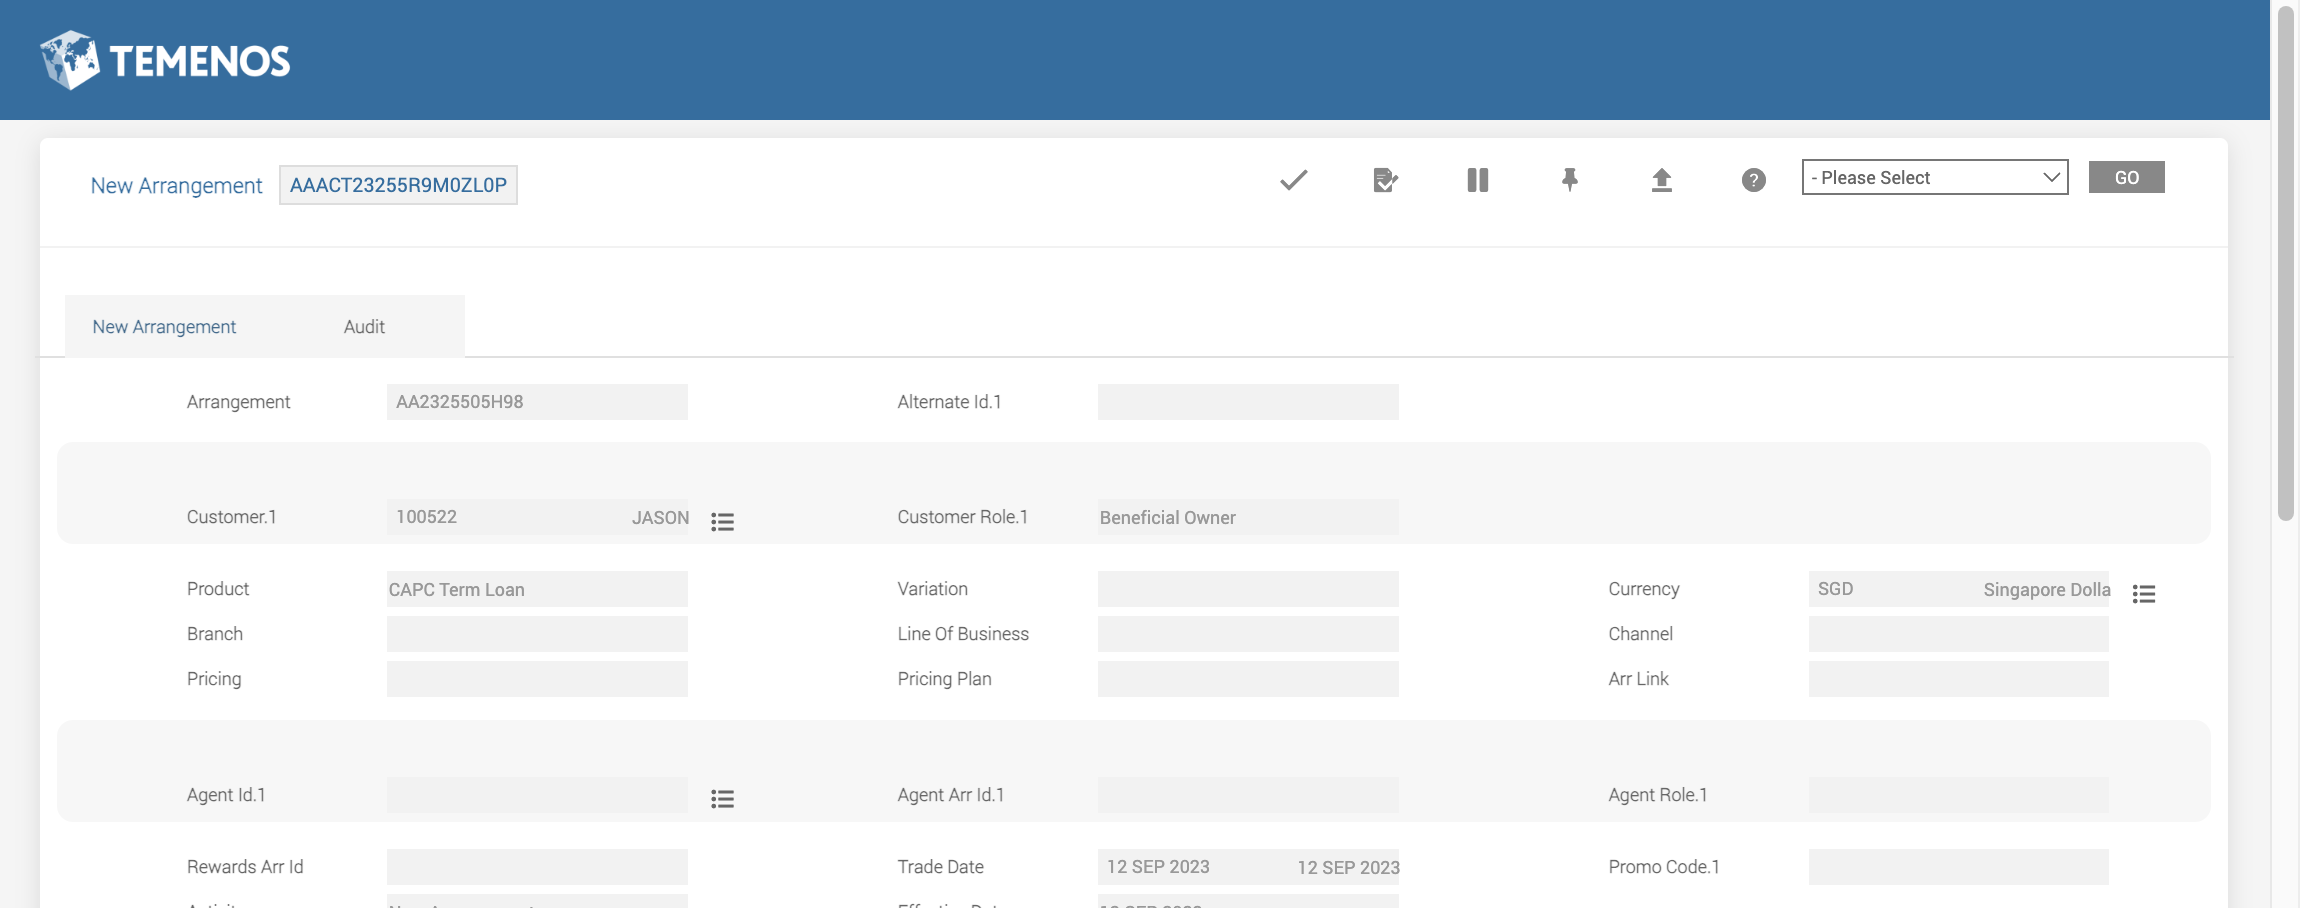 TEMENOS
New Arrangement AAACT23255R9M0ZL0P ? - Please Select GO
New Arrangement Audit
Arrangement AA2325505H98 Alternate Id.1
Customer.1 100522 JASON Customer Role.1 Beneficial Owner
Product CAPC Term Loan Variation Currency SGD Singapore Dolla
Branch Line Of Business Channel
Pricing Pricing Plan Arr Link
Agent Id.1 Agent Arr Id.1 Agent Role.1
Rewards Arr Id Trade Date 12 SEP 2023 12 SEP 2023 Promo Code.1